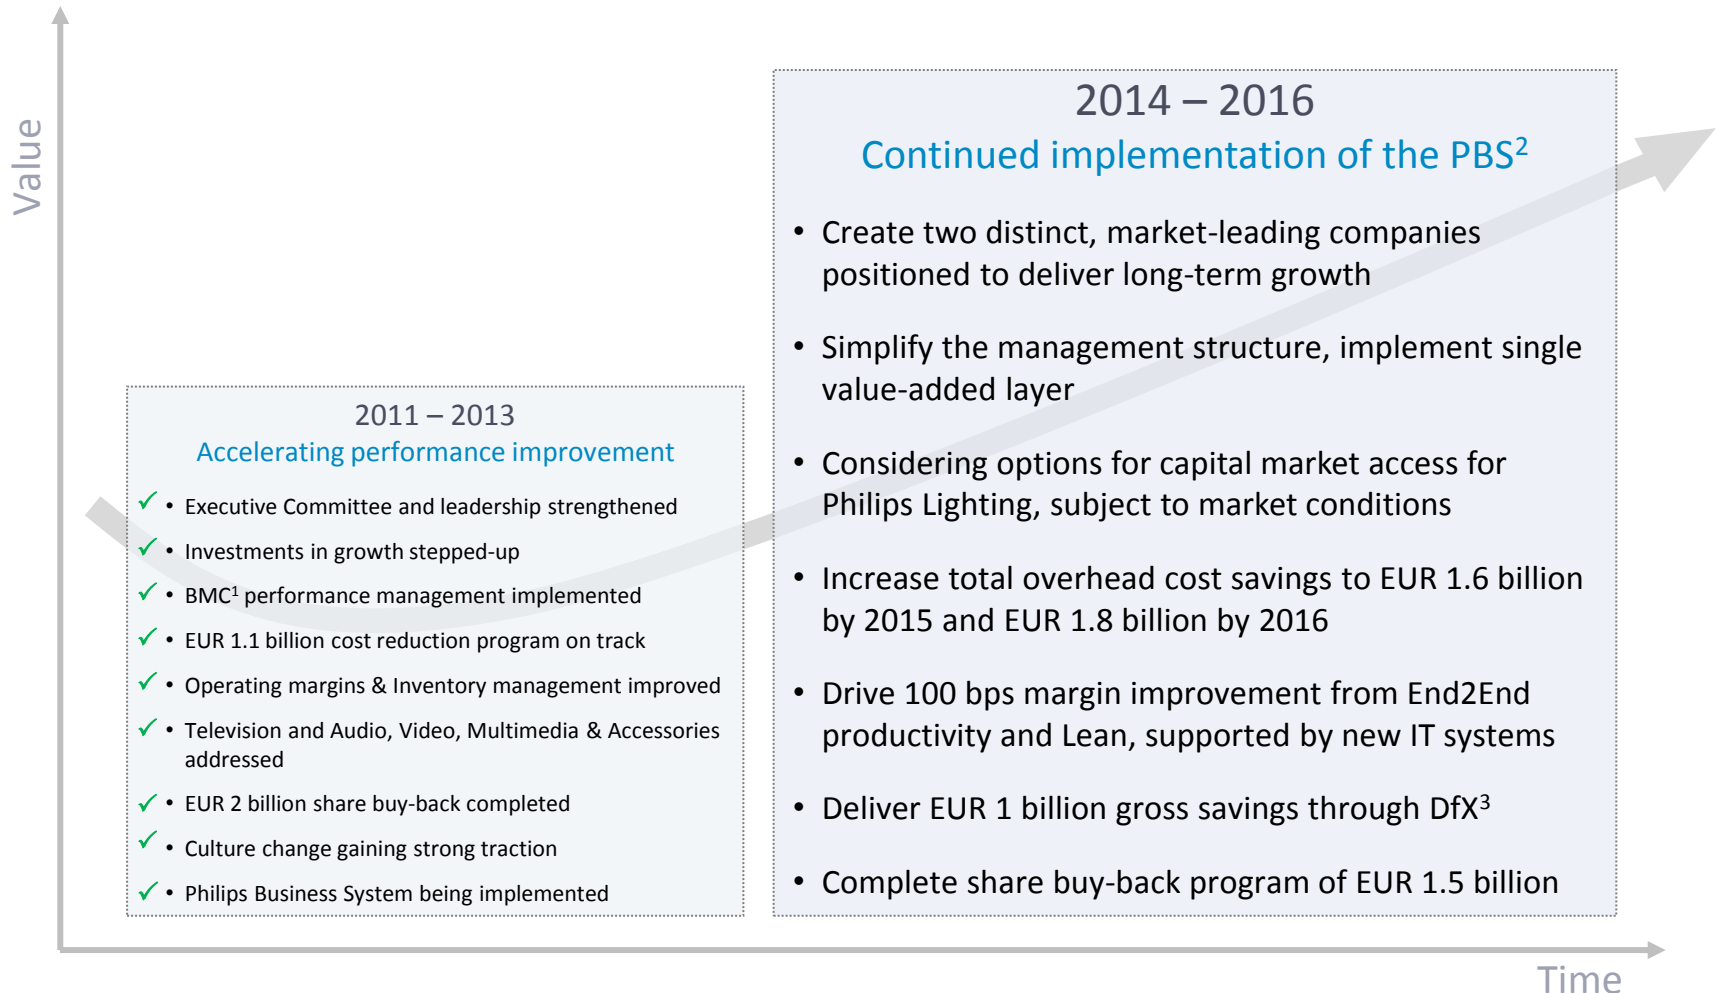 Value
2014 – 2016
Continued implementation of the PBS²
• Create two distinct, market-leading companies
positioned to deliver long-term growth
• Simplify the management structure, implement single
value-added layer
• Considering options for capital market access for
Philips Lighting, subject to market conditions
• Increase total overhead cost savings to EUR 1.6 billion
by 2015 and EUR 1.8 billion by 2016
• Drive 100 bps margin improvement from End2End
productivity and Lean, supported by new IT systems
• Deliver EUR 1 billion gross savings through DfX³
• Complete share buy-back program of EUR 1.5 billion
2011 – 2013
Accelerating performance improvement
✓ • Executive Committee and leadership strengthened
✓ • Investments in growth stepped-up
✓ • BMC¹ performance management implemented
✓ • EUR 1.1 billion cost reduction program on track
✓ • Operating margins & Inventory management improved
✓ • Television and Audio, Video, Multimedia & Accessories
addressed
✓ • EUR 2 billion share buy-back completed
✓ • Culture change gaining strong traction
✓ • Philips Business System being implemented
Time